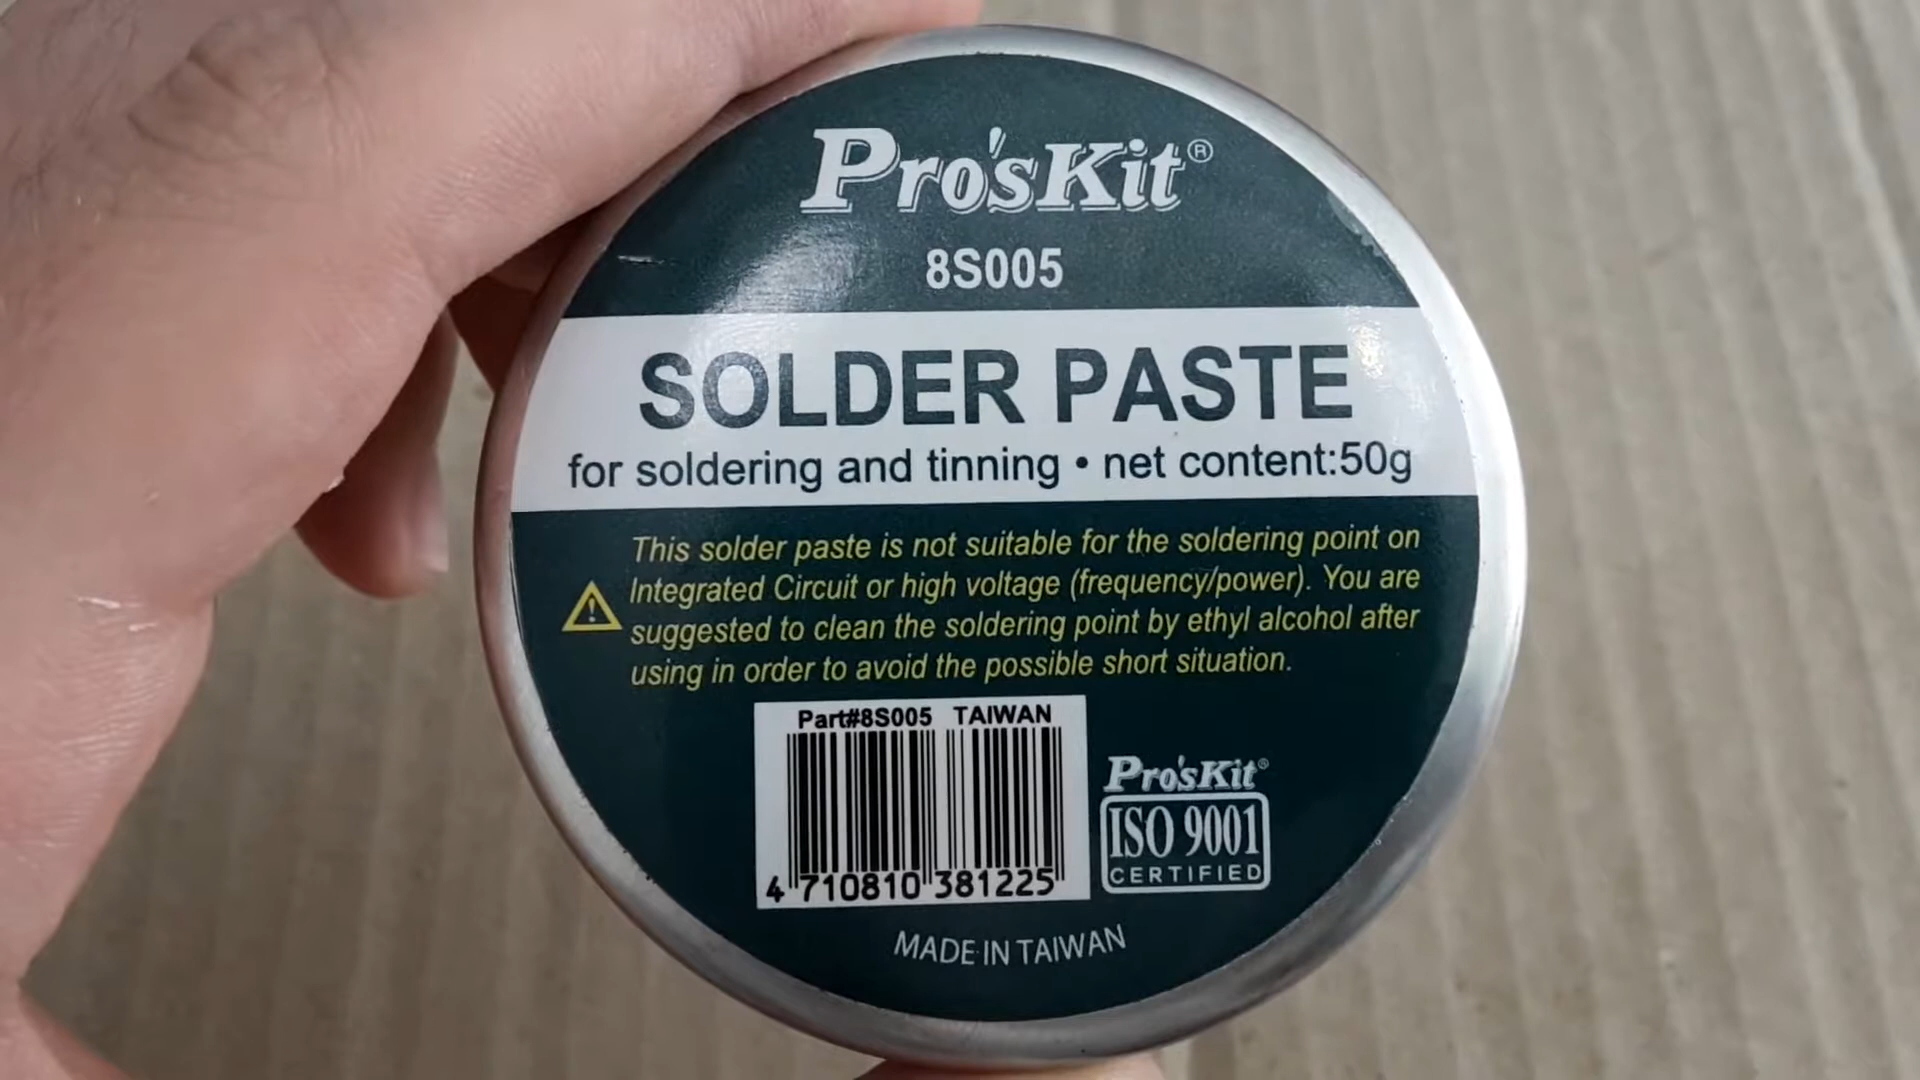 Pro'sKit®
8S005
SOLDER PASTE
for soldering and tinning • net content:50g
This solder paste is not suitable for the soldering point on
Integrated Circuit or high voltage (frequency/power). You are
suggested to clean the soldering point by ethyl alcohol after
using in order to avoid the possible short situation.
Part#8S005 TAIWAN
4 710810 381225
Pro'sKit®
ISO 9001
CERTIFIED
MADE IN TAIWAN